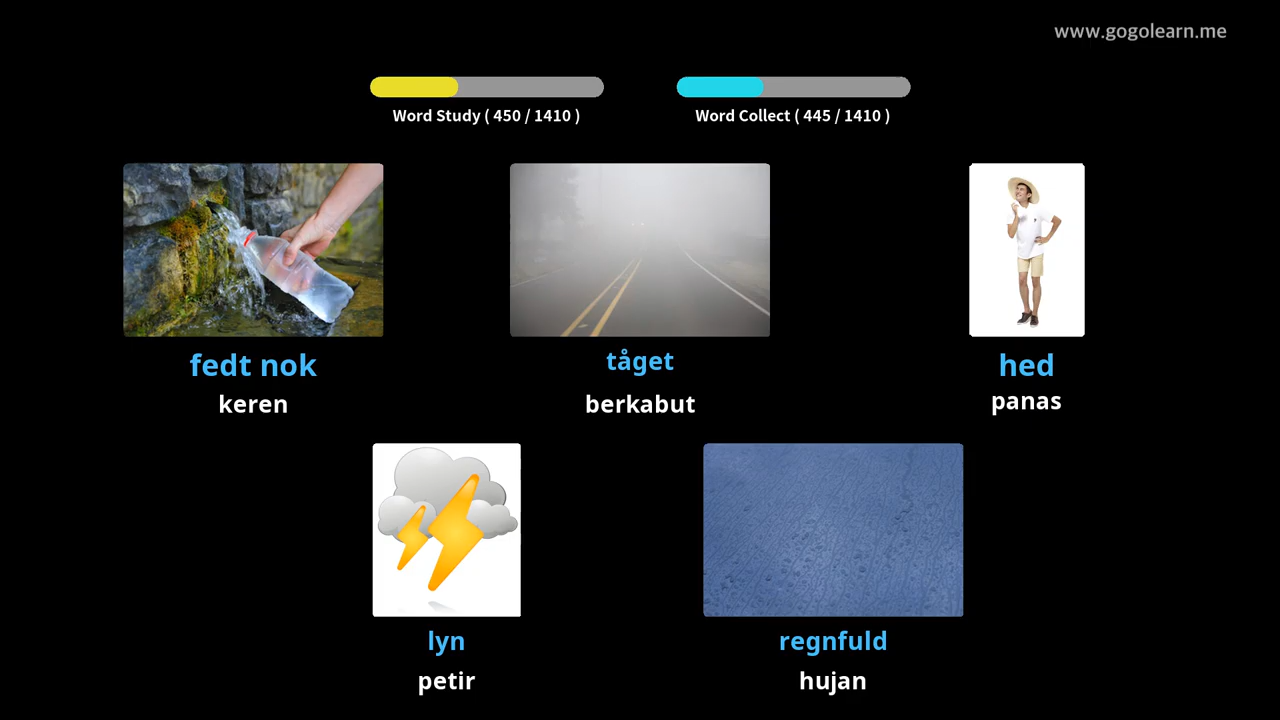 www.gogolearn.me
Word Study ( 450 / 1410 )
Word Collect ( 445 / 1410 )
fedt nok
keren
tåget
berkabut
hed
panas
lyn
petir
regnfuld
hujan